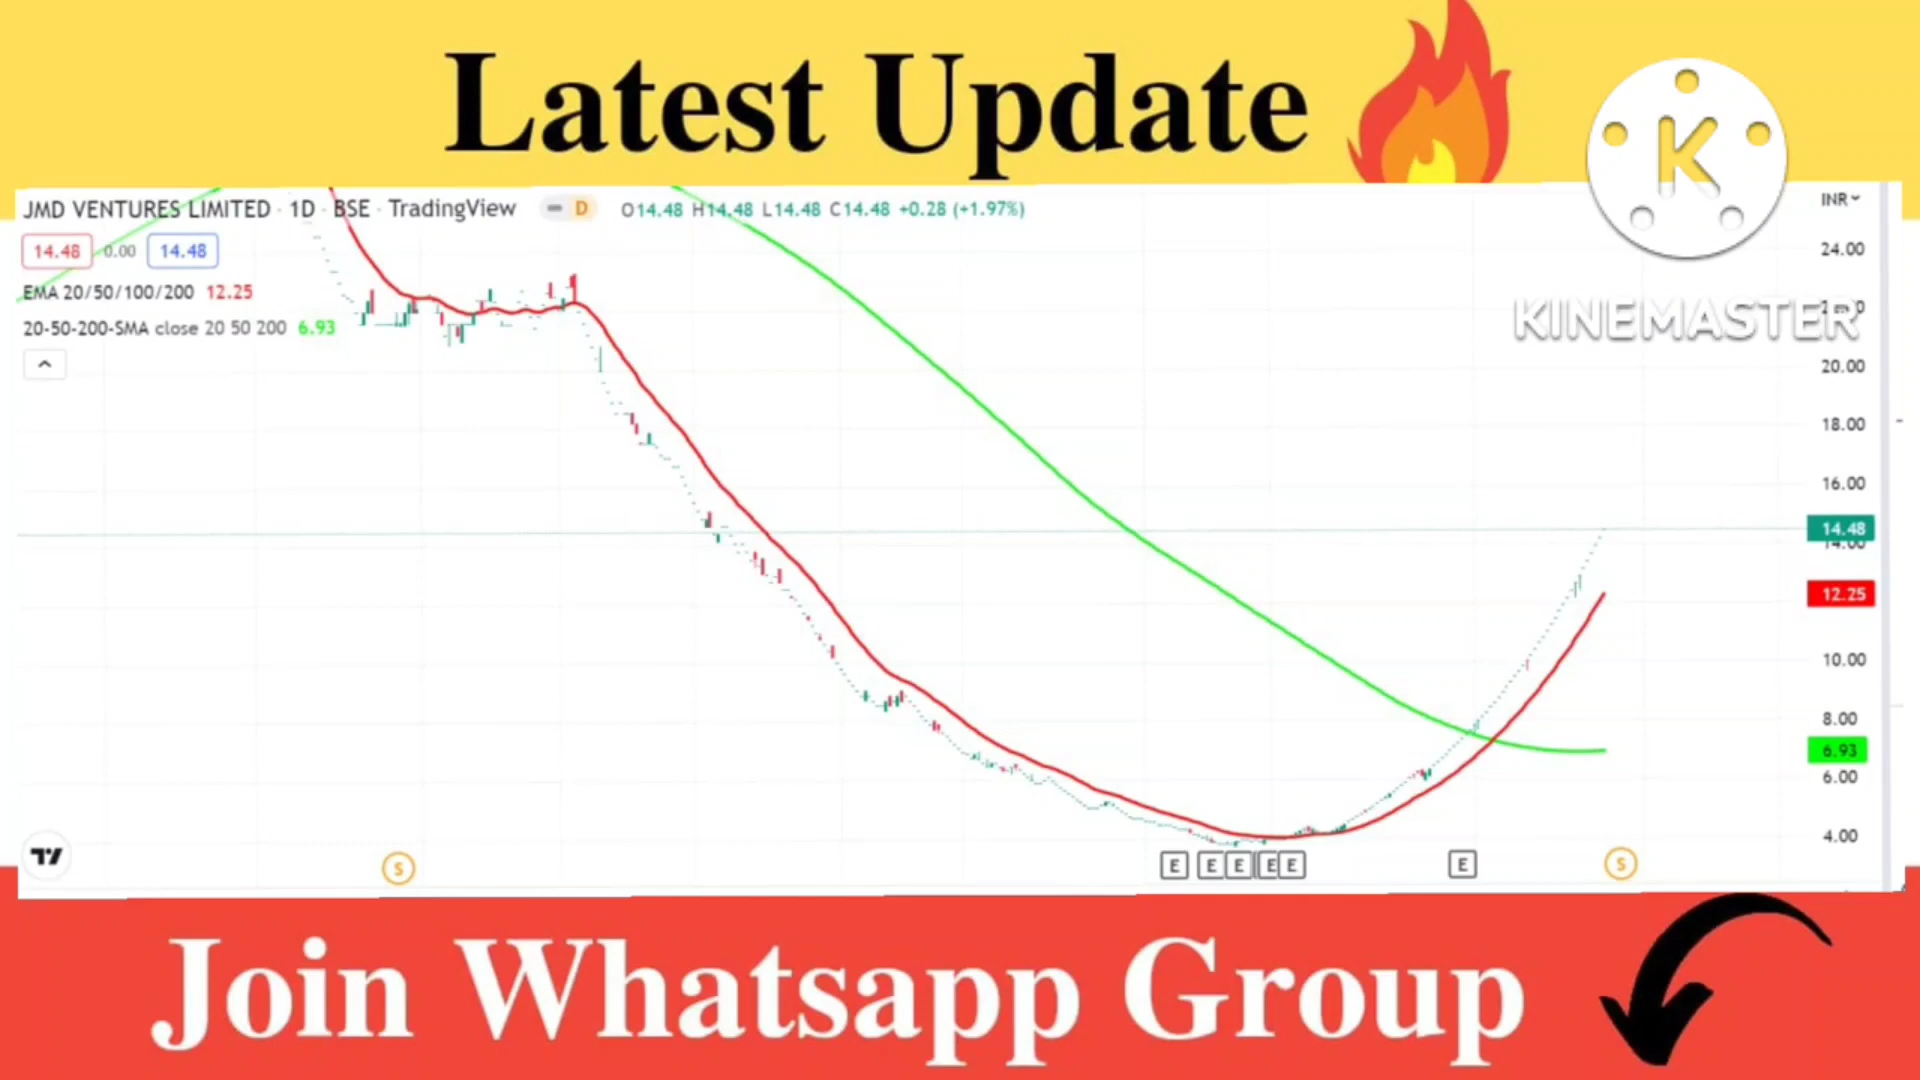 Latest Update
K
KINEMASTER
JMD VENTURES LIMITED · 1D · BSE · TradingView
D
O14.48 H14.48 L14.48 C14.48 +0.28 (+1.97%)
INR
14.48 0.00 14.48
EMA 20/50/100/200 12.25
20-50-200-SMA close 20 50 200 6.93
24.00
20.00
18.00
16.00
14.48
14.00
12.25
10.00
8.00
6.93
6.00
4.00
S E E E E E E S
Join Whatsapp Group